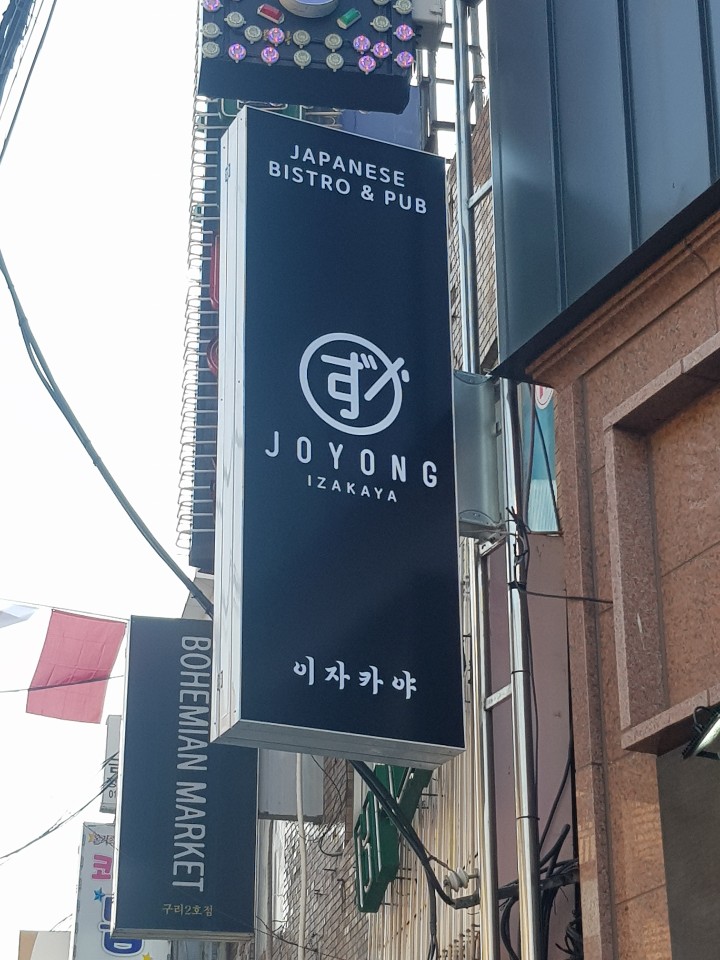 JAPANESE
BISTRO & PUB
ず
JOYONG
IZAKAYA
이자카야
BOHEMIAN MARKET
구리2호점